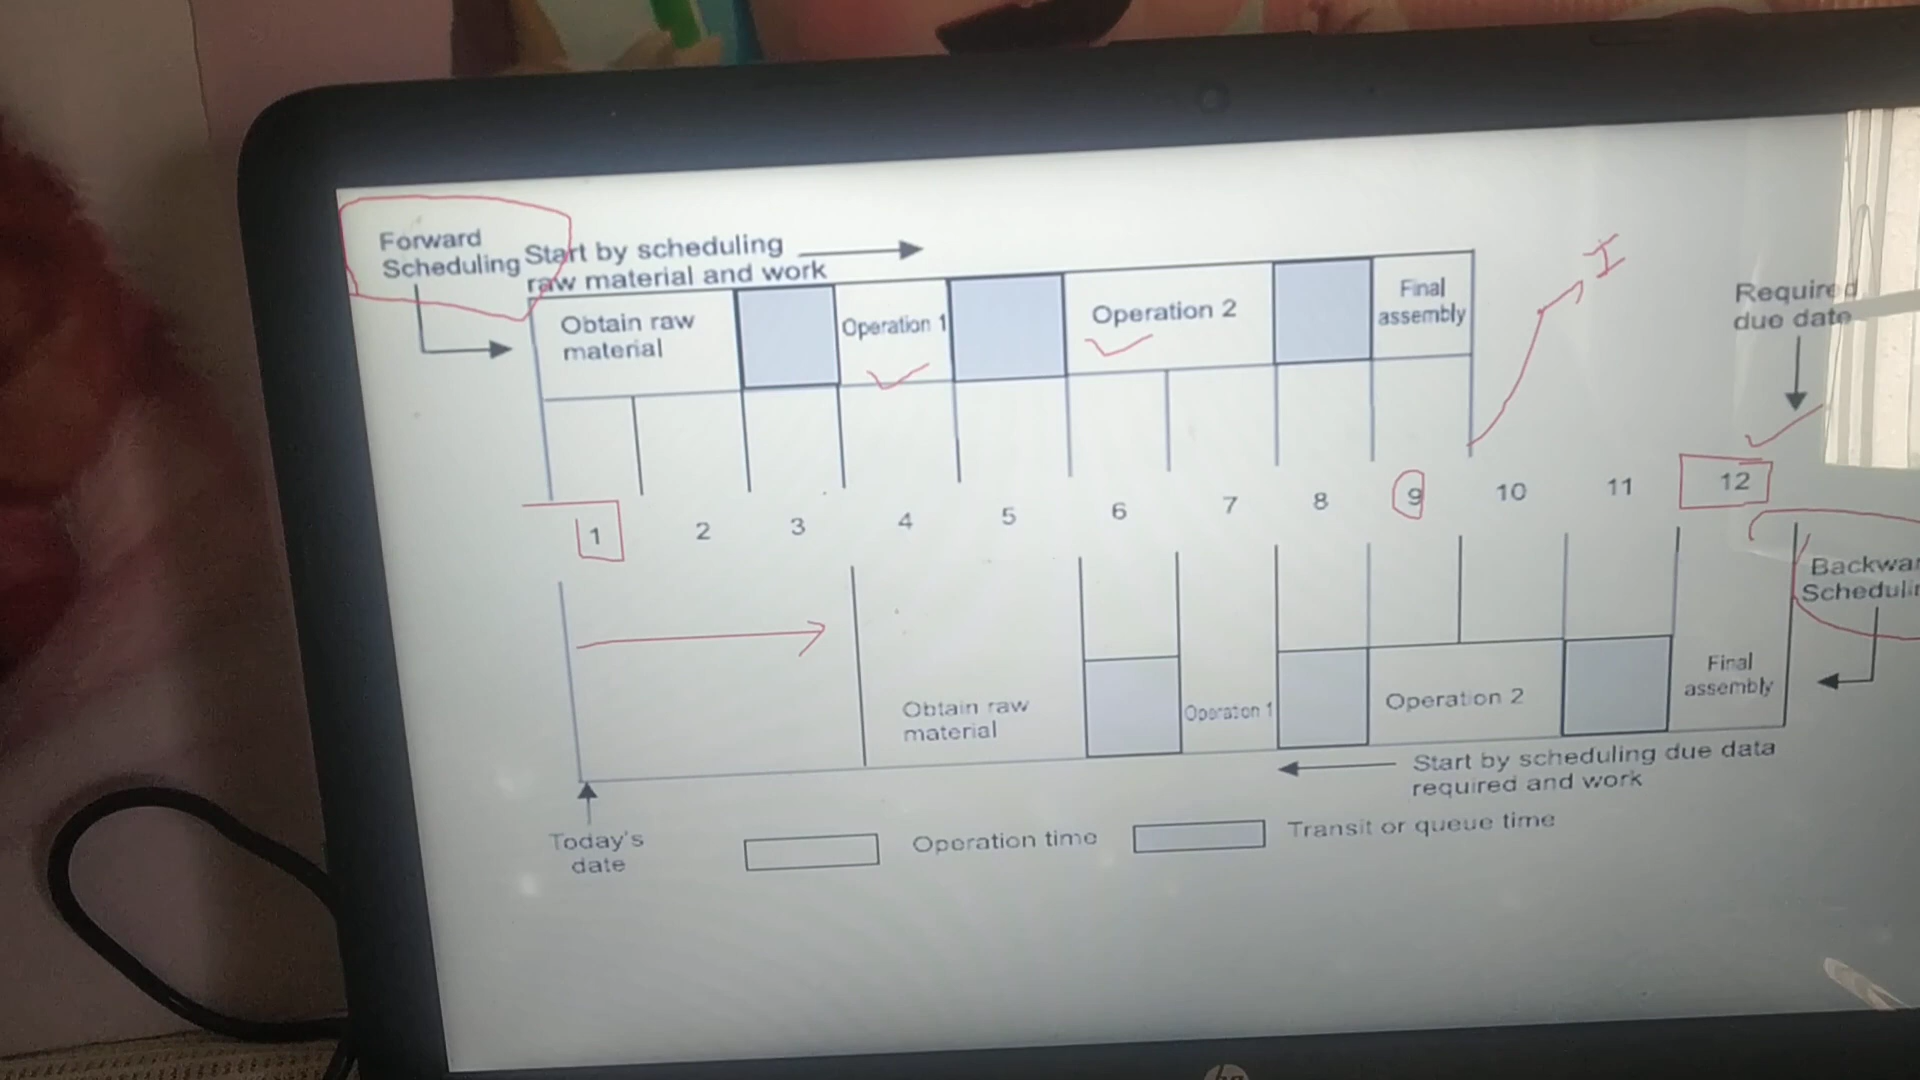 Forward
Scheduling
Start by scheduling
raw material and work
Obtain raw
material
Operation 1
Operation 2
Final
assembly
I
Required
due date
1 2 3 4 5 6 7 8 9 10 11 12
Obtain raw
material
Operation 1
Operation 2
Final
assembly
Start by scheduling due data
required and work
Today's
date
Operation time
Transit or queue time
hp